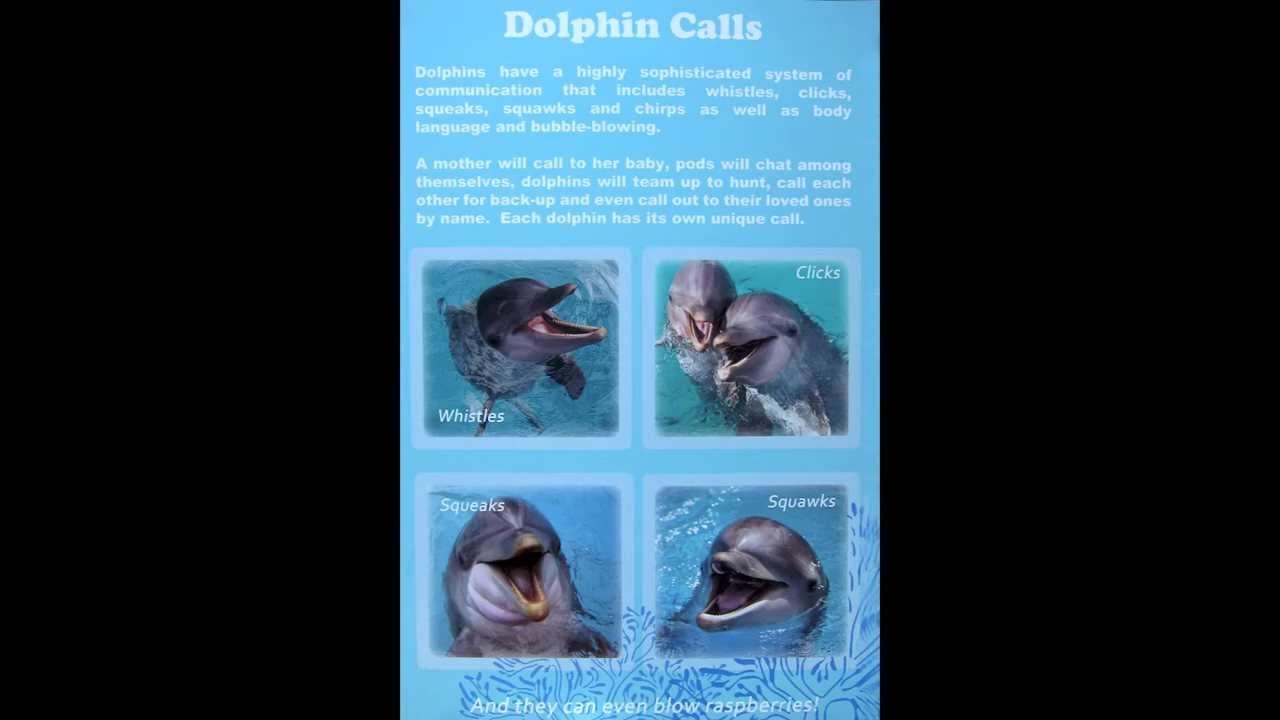 Dolphin Calls
Dolphins have a highly sophisticated system of
communication that includes whistles, clicks,
squeaks, squawks and chirps as well as body
language and bubble-blowing.
A mother will call to her baby, pods will chat among
themselves, dolphins will team up to hunt, call each
other for back-up and even call out to their loved ones
by name. Each dolphin has its own unique call.
Clicks
Whistles
Squeaks
Squawks
And they can even blow raspberries!